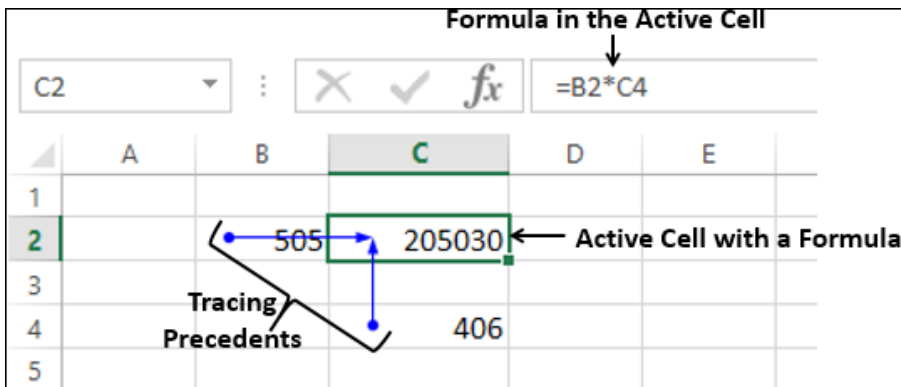 Formula in the Active Cell
C2 fx =B2*C4
A B C D E
1
2 505 205030 Active Cell with a Formula
3
Tracing
4 406
Precedents
5